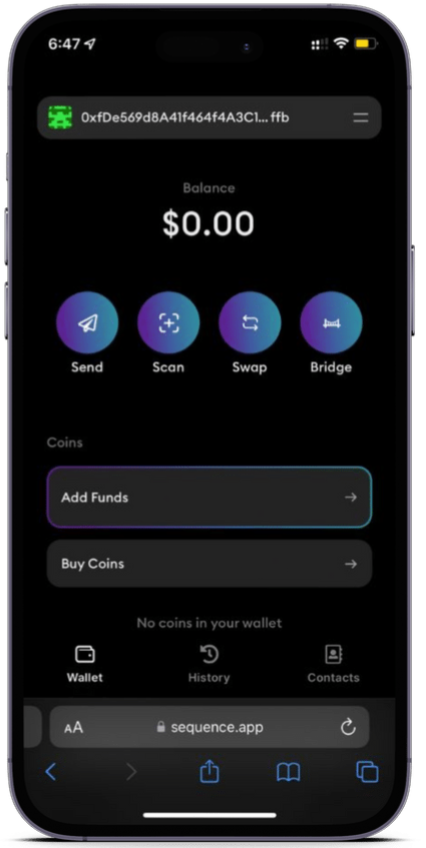 6:47
0xfDe569d8A41f464f4A3C1... ffb
Balance
$0.00
Send Scan Swap Bridge
Coins
Add Funds
Buy Coins
No coins in your wallet
Wallet History Contacts
AA sequence.app